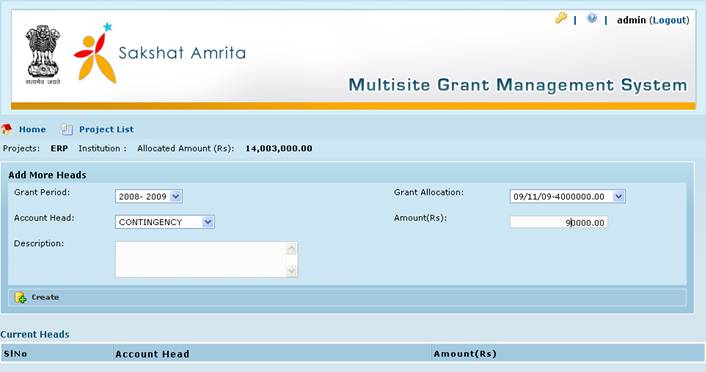 admin (Logout)
सत्यमेव जयते
Sakshat Amrita
Multisite Grant Management System
Home Project List
Projects: ERP Institution : Allocated Amount (Rs): 14,003,000.00
Add More Heads
Grant Period: 2008- 2009 Grant Allocation: 09/11/09-4000000.00
Account Head: CONTINGENCY Amount(Rs): 90000.00
Description:
Create
Current Heads
SlNo Account Head Amount(Rs)